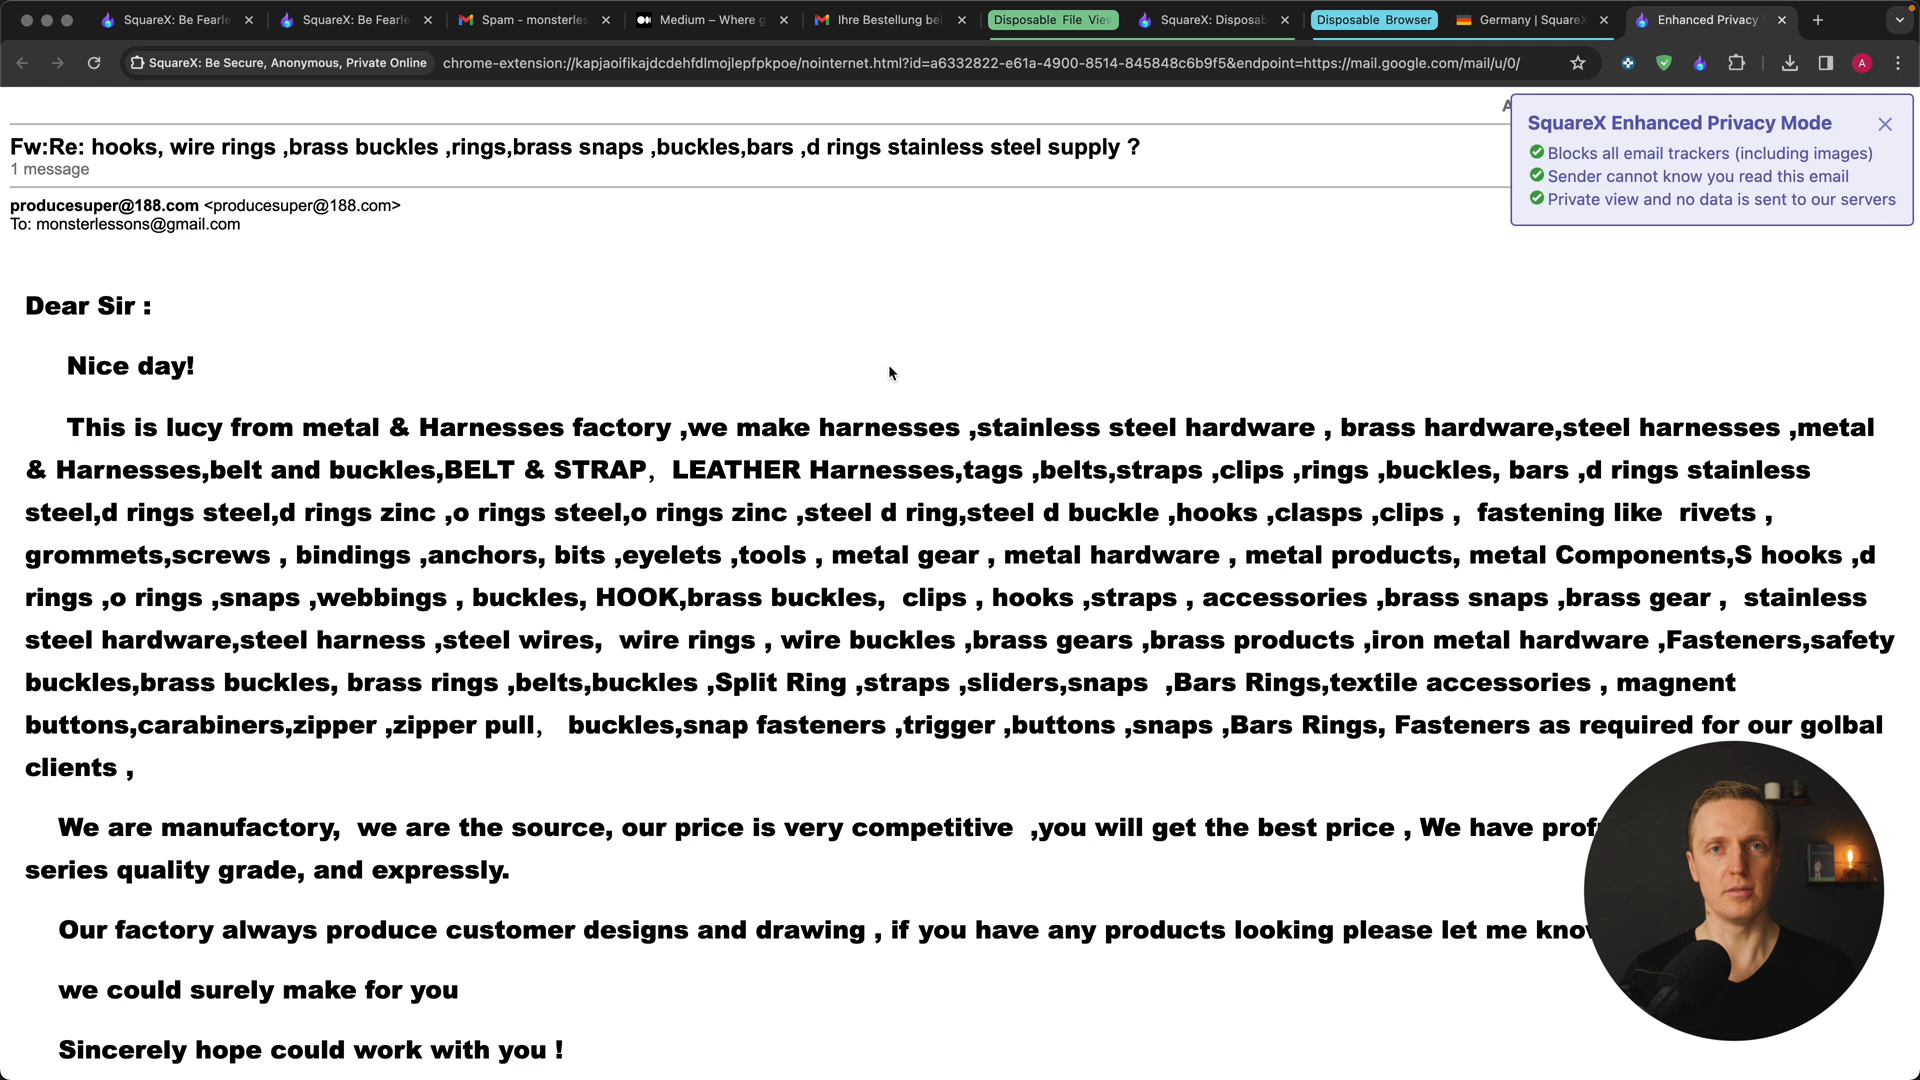 SquareX: Be Fearle
SquareX: Be Fearle
Spam - monsterles
Medium – Where g
Ihre Bestellung bei
Disposable File View
SquareX: Disposab
Disposable Browser
Germany | SquareX
Enhanced Privacy
SquareX: Be Secure, Anonymous, Private Online
chrome-extension://kapjaoifikajdcdehfdlmojlepfpkpoe/nointernet.html?id=a6332822-e61a-4900-8514-845848c6b9f5&endpoint=https://mail.google.com/mail/u/0/
A
SquareX Enhanced Privacy Mode
Blocks all email trackers (including images)
Sender cannot know you read this email
Private view and no data is sent to our servers
Fw:Re: hooks, wire rings ,brass buckles ,rings,brass snaps ,buckles,bars ,d rings stainless steel supply ?
1 message
producesuper@188.com <producesuper@188.com>
To: monsterlessons@gmail.com
Dear Sir :
Nice day!
This is lucy from metal & Harnesses factory ,we make harnesses ,stainless steel hardware , brass hardware,steel harnesses ,metal
& Harnesses,belt and buckles,BELT & STRAP,  LEATHER Harnesses,tags ,belts,straps ,clips ,rings ,buckles, bars ,d rings stainless
steel,d rings steel,d rings zinc ,o rings steel,o rings zinc ,steel d ring,steel d buckle ,hooks ,clasps ,clips ,  fastening like  rivets ,
grommets,screws , bindings ,anchors, bits ,eyelets ,tools , metal gear , metal hardware , metal products, metal Components,S hooks ,d
rings ,o rings ,snaps ,webbings , buckles, HOOK,brass buckles,  clips , hooks ,straps , accessories ,brass snaps ,brass gear ,  stainless
steel hardware,steel harness ,steel wires,  wire rings , wire buckles ,brass gears ,brass products ,iron metal hardware ,Fasteners,safety
buckles,brass buckles, brass rings ,belts,buckles ,Split Ring ,straps ,sliders,snaps  ,Bars Rings,textile accessories , magnent
buttons,carabiners,zipper ,zipper pull,   buckles,snap fasteners ,trigger ,buttons ,snaps ,Bars Rings, Fasteners as required for our golbal
clients ,
We are manufactory,  we are the source, our price is very competitive  ,you will get the best price , We have prof
series quality grade, and expressly.
Our factory always produce customer designs and drawing , if you have any products looking please let me know
we could surely make for you
Sincerely hope could work with you !